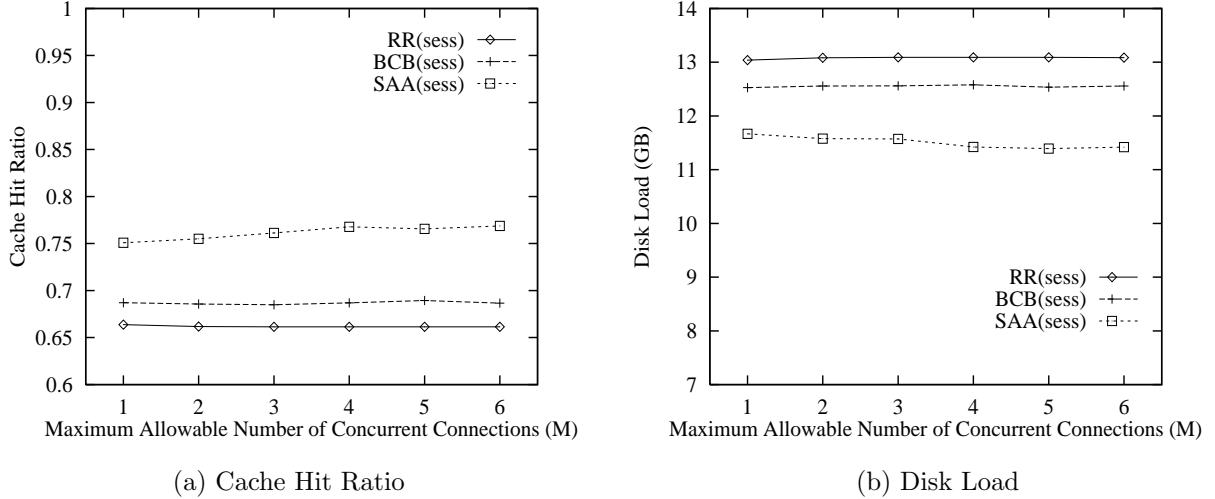 1
0.95
0.9
0.85
0.8
0.75
0.7
0.65
0.6
Cache Hit Ratio
RR(sess)
BCB(sess)
SAA(sess)
1 2 3 4 5 6
Maximum Allowable Number of Concurrent Connections (M)
(a) Cache Hit Ratio
14
13
12
11
10
9
8
7
Disk Load (GB)
RR(sess)
BCB(sess)
SAA(sess)
1 2 3 4 5 6
Maximum Allowable Number of Concurrent Connections (M)
(b) Disk Load